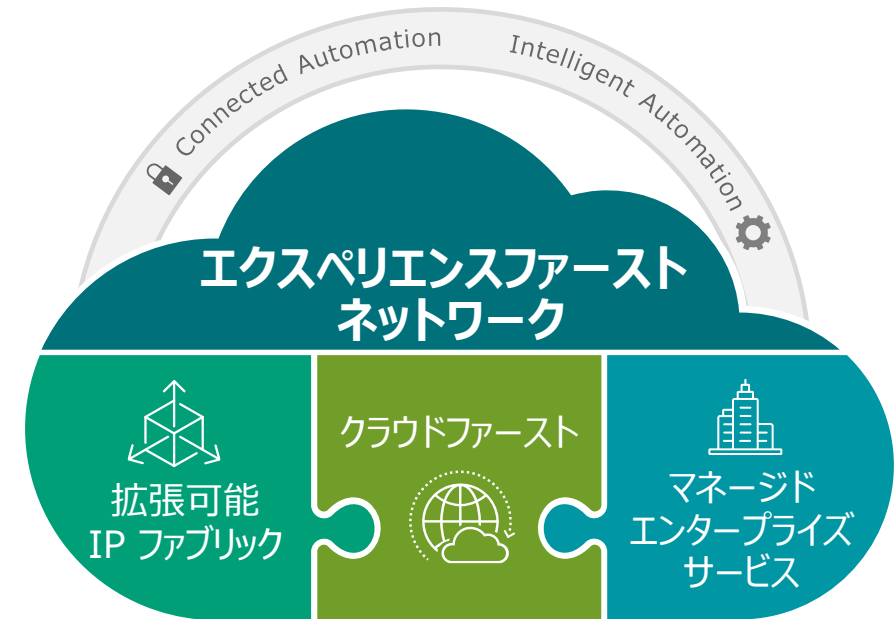 Connected Automation
Intelligent Automation
エクスペリエンスファースト
ネットワーク
拡張可能
IP ファブリック
クラウドファースト
マネージド
エンタープライズ
サービス